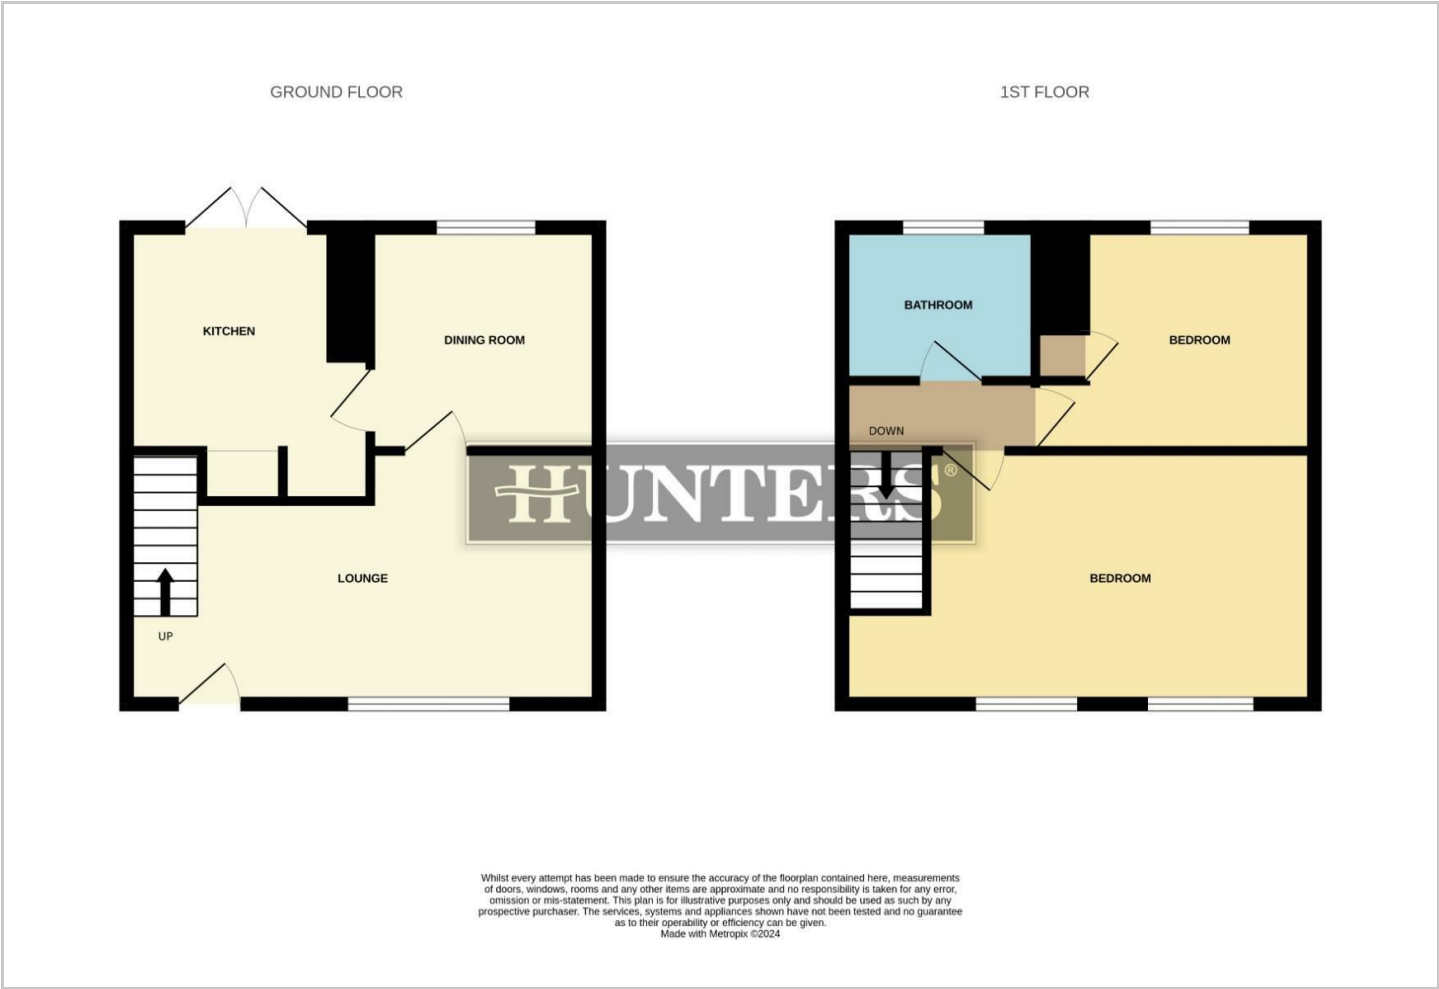 GROUND FLOOR
1ST FLOOR
KITCHEN
DINING ROOM
UP
LOUNGE
BATHROOM
BEDROOM
DOWN
BEDROOM
HUNTERS®
Whilst every attempt has been made to ensure the accuracy of the floorplan contained here, measurements
of doors, windows, rooms and any other items are approximate and no responsibility is taken for any error,
omission or mis-statement. This plan is for illustrative purposes only and should be used as such by any
prospective purchaser. The services, systems and appliances shown have not been tested and no guarantee
as to their operability or efficiency can be given.
Made with Metropix ©2024